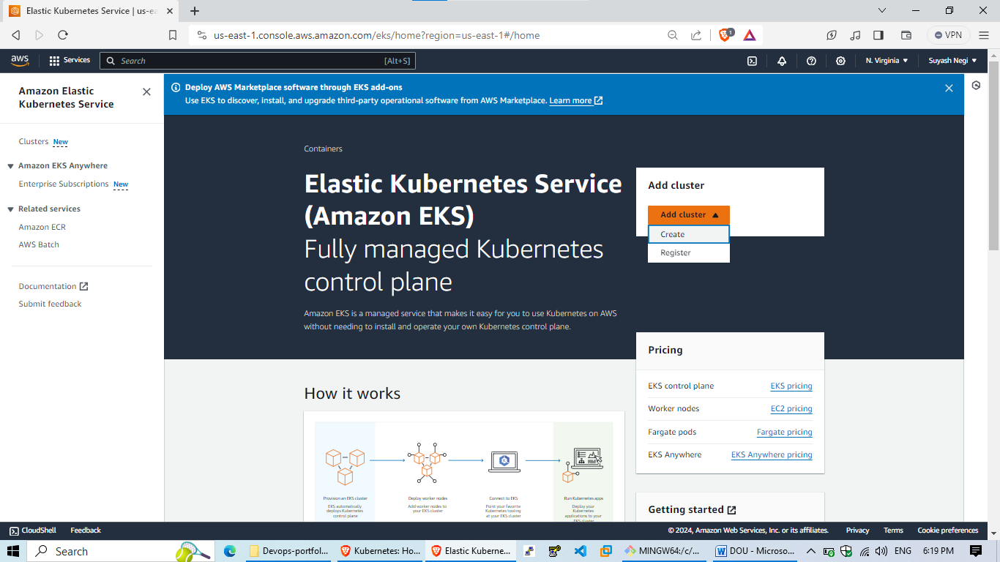 Elastic Kubernetes Service | us-ea
us-east-1.console.aws.amazon.com/eks/home?region=us-east-1#/home
1
VPN
aws
Services
Search
[Alt+S]
N. Virginia
Suyash Negi
Amazon Elastic
Kubernetes Service
Clusters New
Amazon EKS Anywhere
Enterprise Subscriptions New
Related services
Amazon ECR
AWS Batch
Documentation
Submit feedback
Deploy AWS Marketplace software through EKS add-ons
Use EKS to discover, install, and upgrade third-party operational software from AWS Marketplace. Learn more
Containers
Elastic Kubernetes Service
(Amazon EKS)
Fully managed Kubernetes
control plane
Amazon EKS is a managed service that makes it easy for you to use Kubernetes on AWS
without needing to install and operate your own Kubernetes control plane.
Add cluster
Add cluster
Create
Register
Pricing
EKS control plane EKS pricing
Worker nodes EC2 pricing
Fargate pods Fargate pricing
EKS Anywhere EKS Anywhere pricing
Getting started
How it works
Provision an EKS cluster
EKS automatically
deploys Kubernetes
control plane
Deploy worker nodes
Add worker nodes to
your EKS cluster
Connect to EKS
Point your favorite
Kubernetes tooling
at your EKS cluster
Run Kubernetes apps
Deploy your
Kubernetes
applications to your
EKS cluster
CloudShell
Feedback
© 2024, Amazon Web Services, Inc. or its affiliates.
Privacy
Terms
Cookie preferences
Search
Devops-portfol...
Kubernetes: Ho...
Elastic Kuberne...
MINGW64:/c/...
DOU - Microso...
ENG
6:19 PM